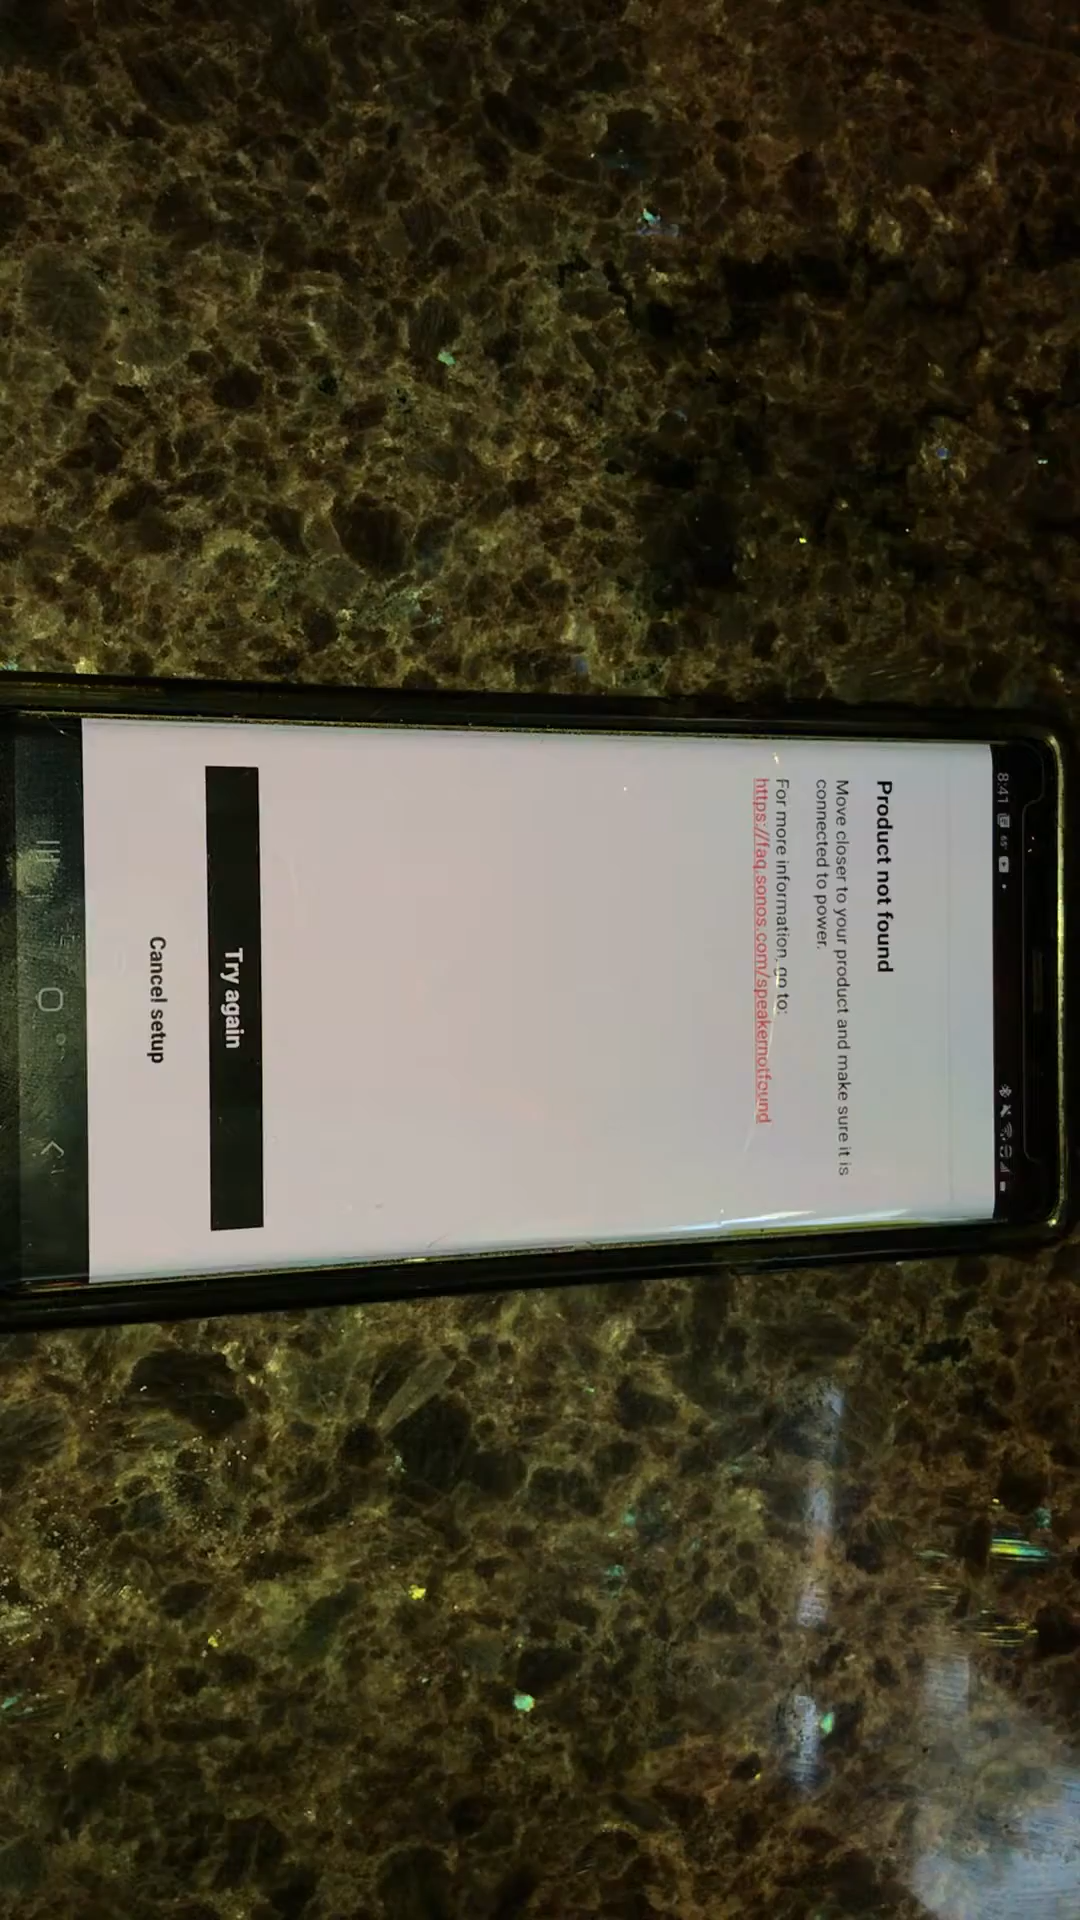 8:41
65°
Product not found
Move closer to your product and make sure it is
connected to power.
For more information, go to:
https://faq.sonos.com/speakernotfound
Try again
Cancel setup